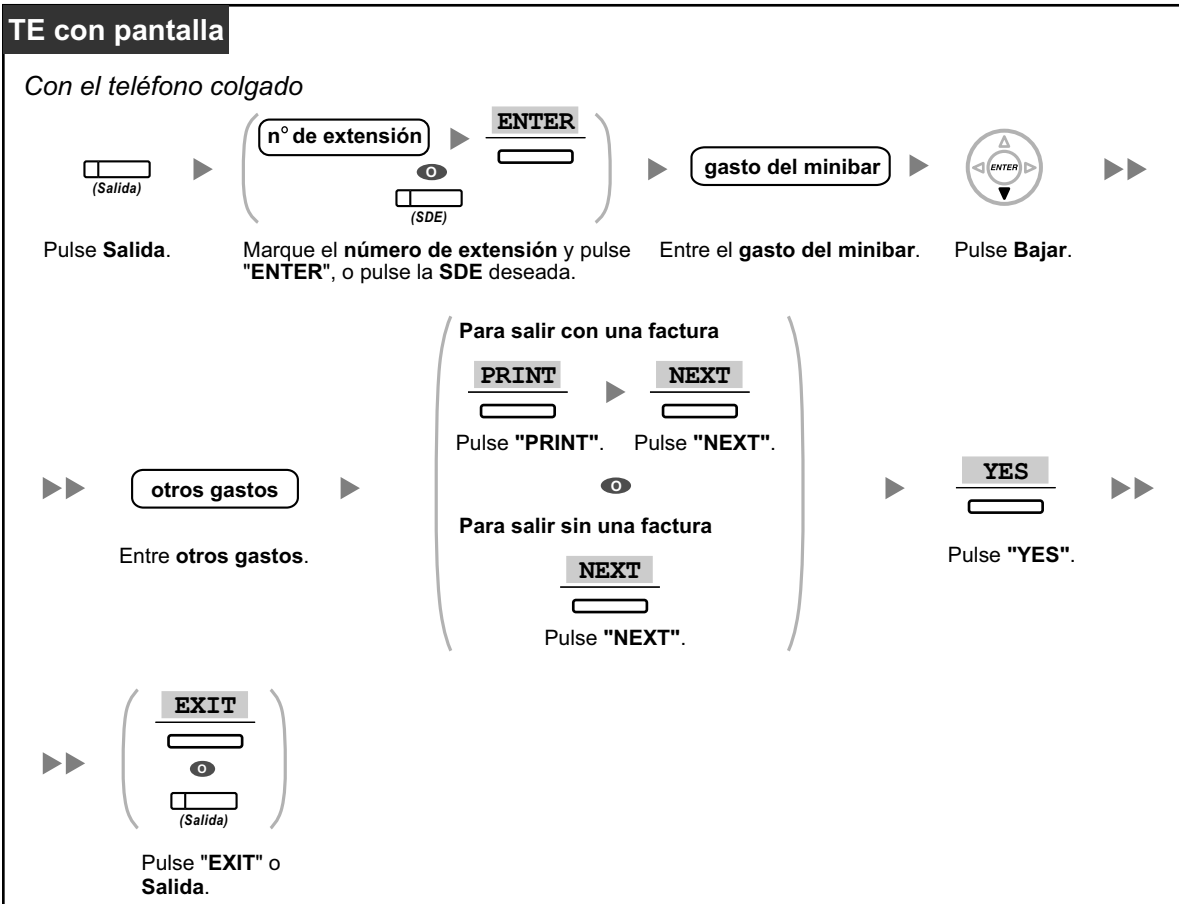 TE con pantalla
Con el teléfono colgado
(Salida)
Pulse Salida.
n° de extensión
ENTER
O
(SDE)
Marque el número de extensión y pulse
"ENTER", o pulse la SDE deseada.
gasto del minibar
Entre el gasto del minibar.
ENTER
Pulse Bajar.
otros gastos
Entre otros gastos.
Para salir con una factura
PRINT
NEXT
Pulse "PRINT".
Pulse "NEXT".
O
Para salir sin una factura
NEXT
Pulse "NEXT".
YES
Pulse "YES".
EXIT
O
(Salida)
Pulse "EXIT" o
Salida.